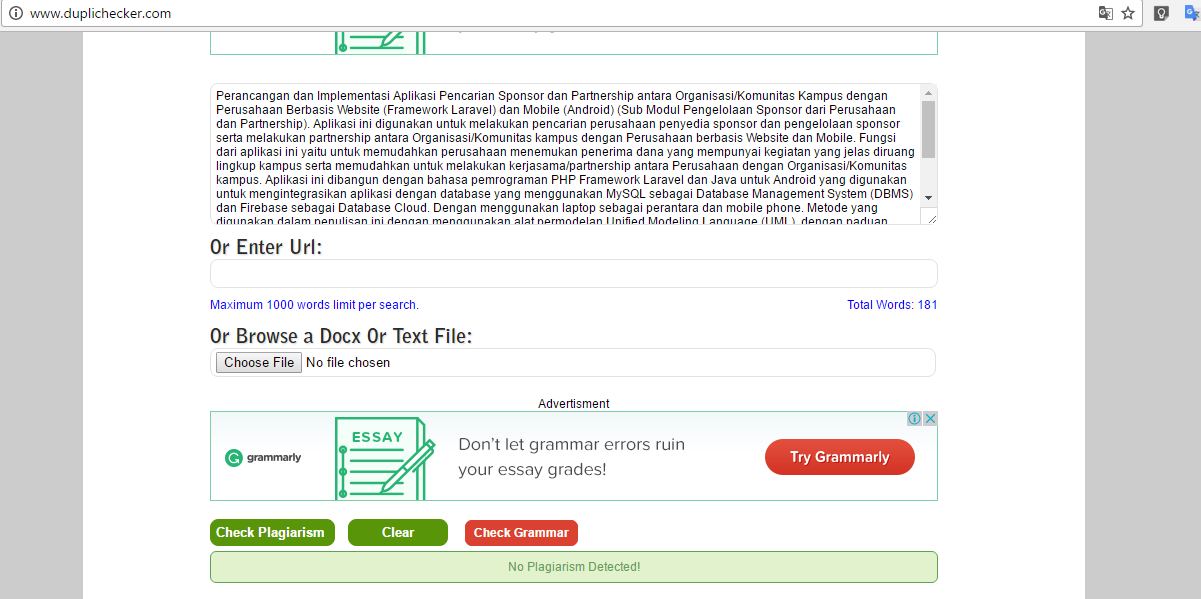 www.duplichecker.com
Perancangan dan Implementasi Aplikasi Pencarian Sponsor dan Partnership antara Organisasi/Komunitas Kampus dengan
Perusahaan Berbasis Website (Framework Laravel) dan Mobile (Android) (Sub Modul Pengelolaan Sponsor dari Perusahaan
dan Partnership). Aplikasi ini digunakan untuk melakukan pencarian perusahaan penyedia sponsor dan pengelolaan sponsor
serta melakukan partnership antara Organisasi/Komunitas kampus dengan Perusahaan berbasis Website dan Mobile. Fungsi
dari aplikasi ini yaitu untuk memudahkan perusahaan menemukan penerima dana yang mempunyai kegiatan yang jelas diruang
lingkup kampus serta memudahkan untuk melakukan kerjasama/partnership antara Perusahaan dengan Organisasi/Komunitas
kampus. Aplikasi ini dibangun dengan bahasa pemrograman PHP Framework Laravel dan Java untuk Android yang digunakan
untuk mengintegrasikan aplikasi dengan database yang menggunakan MySQL sebagai Database Management System (DBMS)
dan Firebase sebagai Database Cloud. Dengan menggunakan laptop sebagai perantara dan mobile phone. Metode yang
digunakan dalam penulisan ini dengan menggunakan alat permodelan Unified Modeling Language (UML), dengan paduan
Or Enter Url:
Maximum 1000 words limit per search.
Total Words: 181
Or Browse a Docx Or Text File:
Choose File No file chosen
Advertisment
grammarly
ESSAY
Don't let grammar errors ruin
your essay grades!
Try Grammarly
Check Plagiarism
Clear
Check Grammar
No Plagiarism Detected!